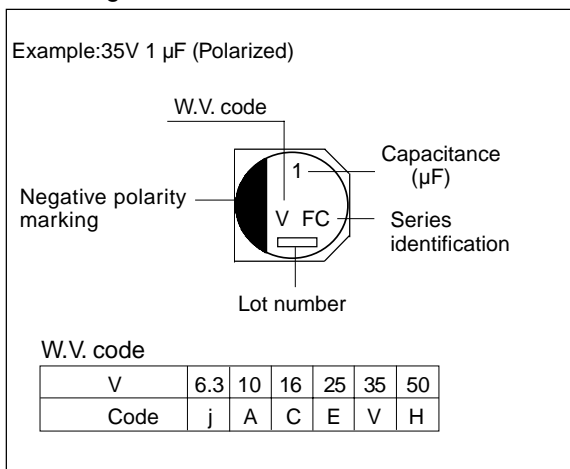 Example:35V 1 µF (Polarized)
W.V. code
1
Capacitance
(µF)
Negative polarity
marking
V FC
Series
identification
Lot number
W.V. code
V 6.3 10 16 25 35 50
Code j A C E V H